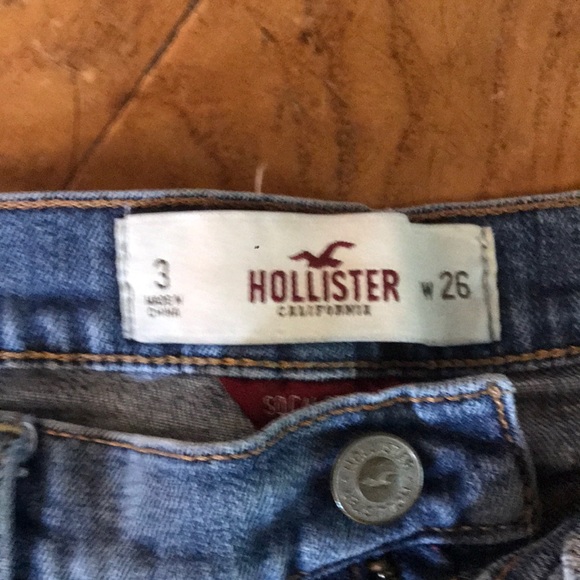 3
MADE IN
CHINA
HOLLISTER
CALIFORNIA
W 26